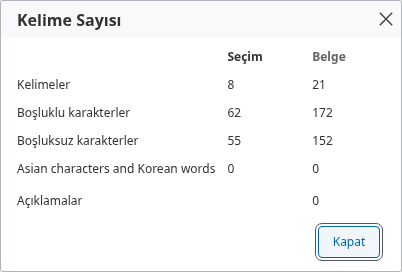 Kelime Sayısı
Seçim Belge
Kelimeler 8 21
Boşluklu karakterler 62 172
Boşluksuz karakterler 55 152
Asian characters and Korean words 0 0
Açıklamalar 0
Kapat